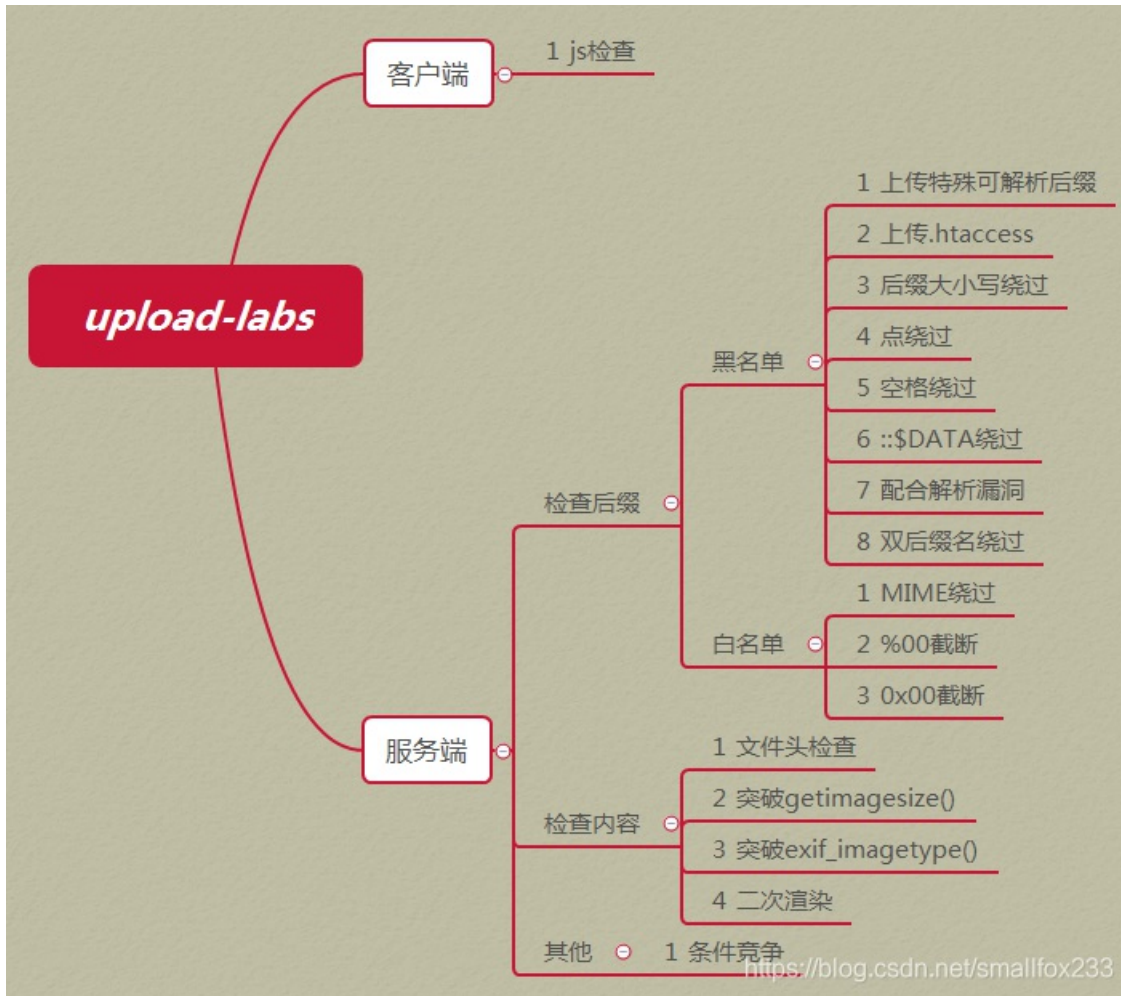 客户端
1 js检查
upload-labs
服务端
检查后缀
黑名单
1 上传特殊可解析后缀
2 上传.htaccess
3 后缀大小写绕过
4 点绕过
5 空格绕过
6 ::$DATA绕过
7 配合解析漏洞
8 双后缀名绕过
白名单
1 MIME绕过
2 %00截断
3 0x00截断
检查内容
1 文件头检查
2 突破getimagesize()
3 突破exif_imagetype()
4 二次渲染
其他
1 条件竞争
https://blog.csdn.net/smallfox233